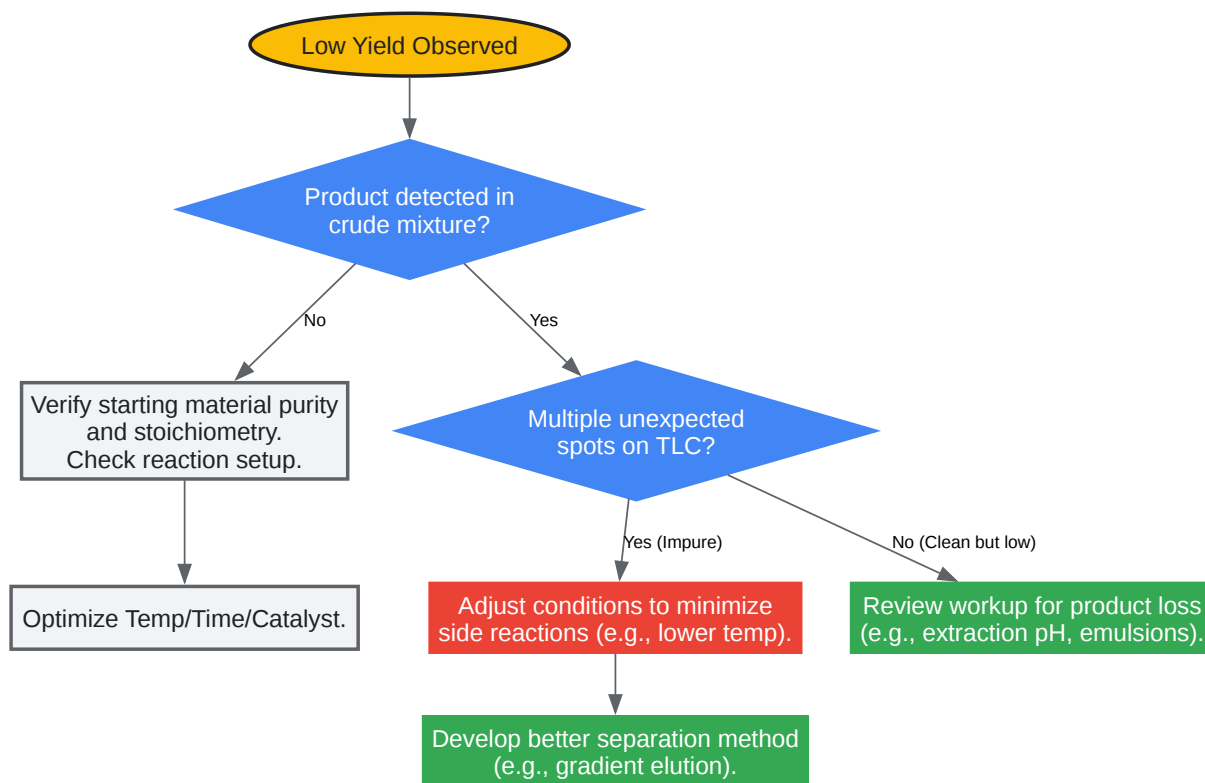 Low Yield Observed
Product detected in
crude mixture?
No
Yes
Verify starting material purity
and stoichiometry.
Check reaction setup.
Multiple unexpected
spots on TLC?
Yes (Impure)
No (Clean but low)
Optimize Temp/Time/Catalyst.
Adjust conditions to minimize
side reactions (e.g., lower temp).
Review workup for product loss
(e.g., extraction pH, emulsions).
Develop better separation method
(e.g., gradient elution).